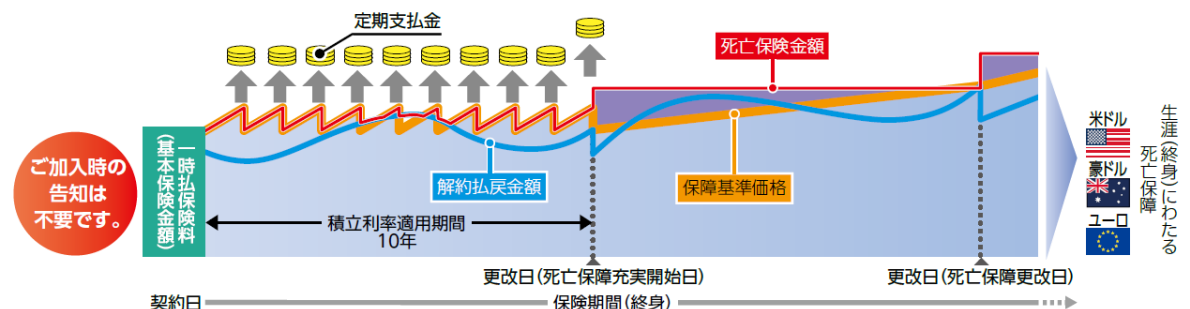 定期支払金
死亡保険金額
ご加入時の
告知は
不要です。
一時払保険料
(基本保険金額)
解約払戻金額
保障基準価格
積立利率適用期間
10年
米ドル
豪ドル
ユーロ
生涯(終身)にわたる
死亡保障
更改日(死亡保障充実開始日)
更改日(死亡保障更改日)
契約日
保険期間(終身)